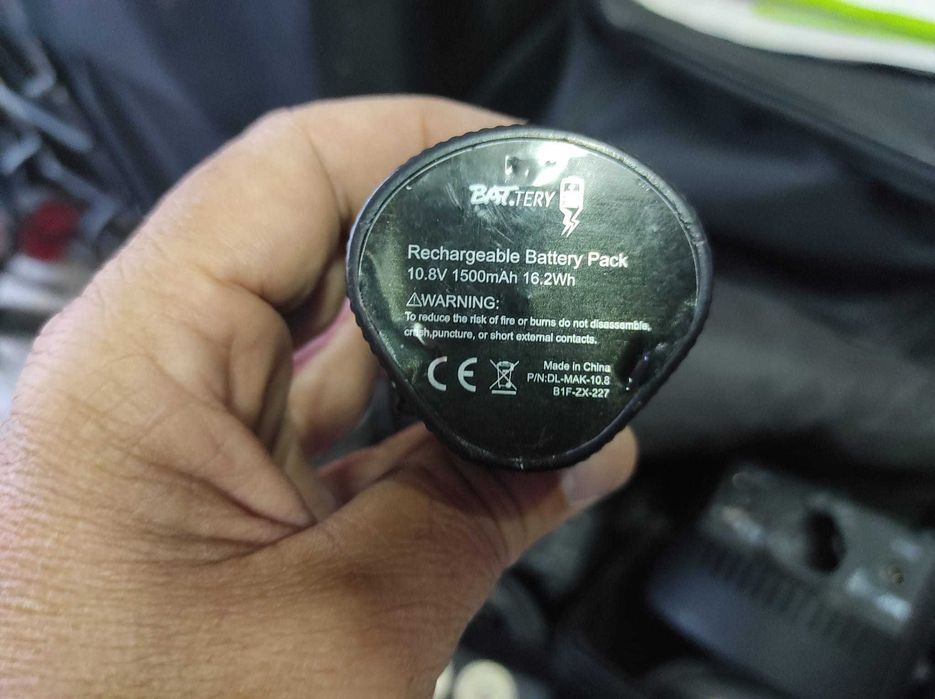 BAT.TERY
Rechargeable Battery Pack
10.8V 1500mAh 16.2Wh
⚠WARNING:
To reduce the risk of fire or burns do not disassemble,
crush,puncture, or short external contacts.
CE
Made in China
P/N:DL-MAK-10.8
B1F-ZX-227